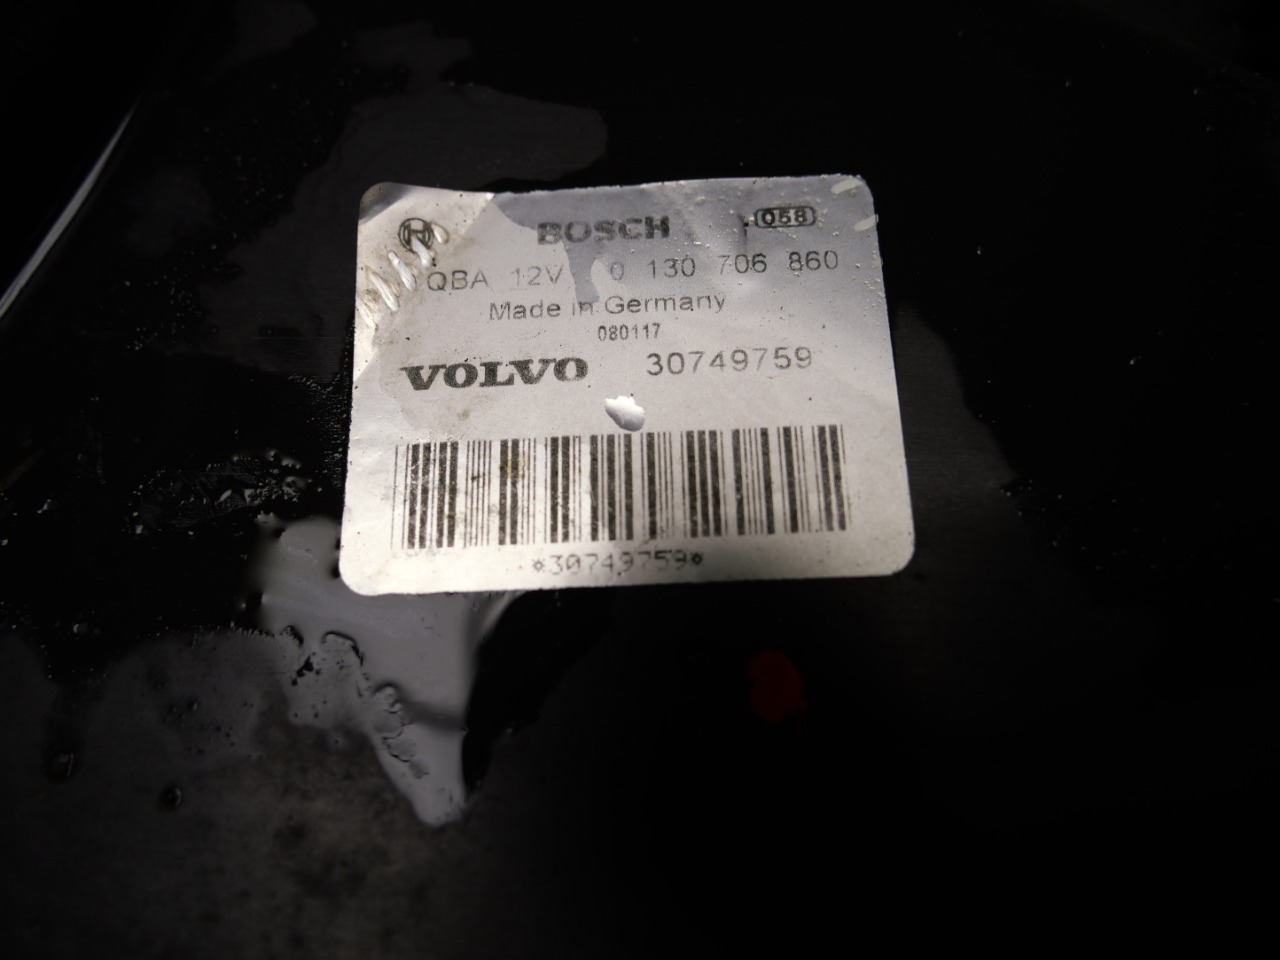 BOSCH 058
QBA 12V 0 130 706 860
Made in Germany
080117
VOLVO 30749759
*30749759*